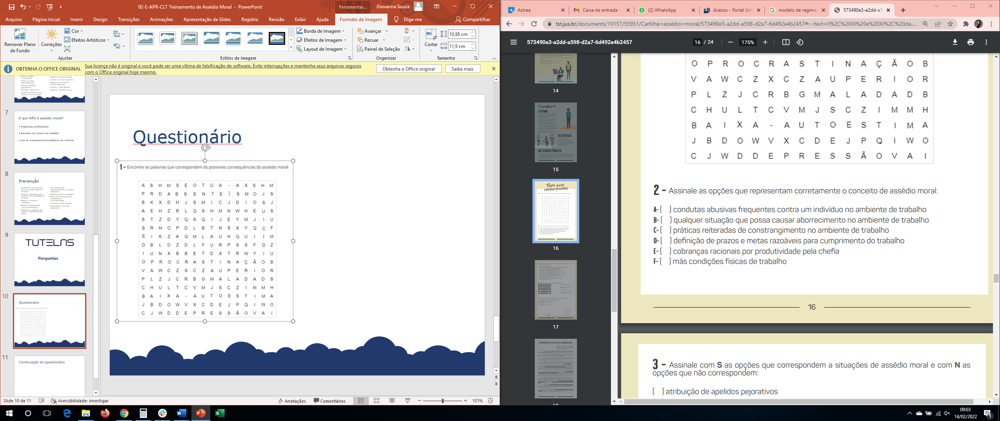 02-E-APR-CLT Treinamento de Assédio Moral - PowerPoint
Ferramentas...
Giovanna Souza
Arquivo
Página Inicial
Inserir
Design
Transições
Animações
Apresentação de Slides
Registro
Revisão
Exibir
Ajuda
Formato de Imagem
Diga-me
Compartilhar
Remover Plano
de Fundo
Correções
Cor
Efeitos Artísticos
Ajustar
Estilos de Imagem
Borda de Imagem
Efeitos de Imagem
Layout de Imagem
Avançar
Recuar
Painel de Seleção
Organizar
Cortar
10,88 cm
11,9 cm
Tamanho
OBTENHA O OFFICE ORIGINAL
Sua licença não é original e você pode ser uma vítima de falsificação de software. Evite interrupções e mantenha seus arquivos seguros
com o Office original hoje mesmo.
Obtenha o Office original
Saiba mais
7
O que NÃO é assédio moral?
• Exigências profissionais
• Aumento do volume de trabalho
• Uso de mecanismos tecnológicos de controle
8
Prevenção
9
TUTELAS
Perguntas
10
Questionário
11
Continuação do questionário
Questionário
1 - Encontre as palavras que correspondem às possíveis consequências do assédio moral:
A S H M S E O T U A - A X S H M
P R D A B S E N T E Í S M O J S
B K X D H J S M I C J D I O S J
A E H Z R L Q S H M N W H E U S
S T Z D Y Q A Q I J E Y M J I U
S R M O P D L B T N S X Y Q C F
E I K Z A Q M L A U H Q U I Í M
D B L D Z D L F U R P S S F D Z
I U N X B B E T D X T R W Y I U
O P R O C R A S T I N A Ç Ã O B
V A W C Z X C Z A U P E R I O R
P L Z J C R B G M A L A D A D B
C H U L T C V M J S C Z I M M H
B A I X A - A U T O E S T I M A
J B D O W V X C D E J P Q I W O
C J W D D E P R E S S Ã O V A I
Slide 10 de 11
Acessibilidade: investigar
Anotações
Comentários
101%
Astrea
Caixa de entrada -
(2) WhatsApp
Acesso - Portal Uni
modelo de regimer
573490e3-a2dd-a5
tst.jus.br/documents/10157/55951/Cartilha+assédio+moral/573490e3-a2dd-a598-d2a7-6d492e4b2457#:~:text=II%2C%20IX%20e%20XI%2C%20da,...
573490e3-a2dd-a598-d2a7-6d492e4b2457
16 / 24
175%
14
O QUE FAZER?
A VÍTIMA
OS COLEGAS
NO SERVIÇO PÚBLICO
15
Teste seus
conhecimentos
16
17
O P R O C R A S T I N A Ç Ã O B
V A W C Z X C Z A U P E R I O R
P L Z J C R B G M A L A D A D B
C H U L T C V M J S C Z I M M H
B A I X A - A U T O E S T I M A
J B D O W V X C D E J P Q I W O
C J W D D E P R E S S Ã O V A I
2 - Assinale as opções que representam corretamente o conceito de assédio moral:
A- ( ) condutas abusivas frequentes contra um indivíduo no ambiente de trabalho
B- ( ) qualquer situação que possa causar aborrecimento no ambiente de trabalho
C- ( ) práticas reiteradas de constrangimento no ambiente de trabalho
D- ( ) definição de prazos e metas razoáveis para cumprimento do trabalho
E- ( ) cobranças racionais por produtividade pela chefia
F- ( ) más condições físicas de trabalho
16
3 - Assinale com S as opções que correspondem a situações de assédio moral e com N as
opções que não correspondem:
( ) atribuição de apelidos pejorativos
09:03
14/02/2022
5